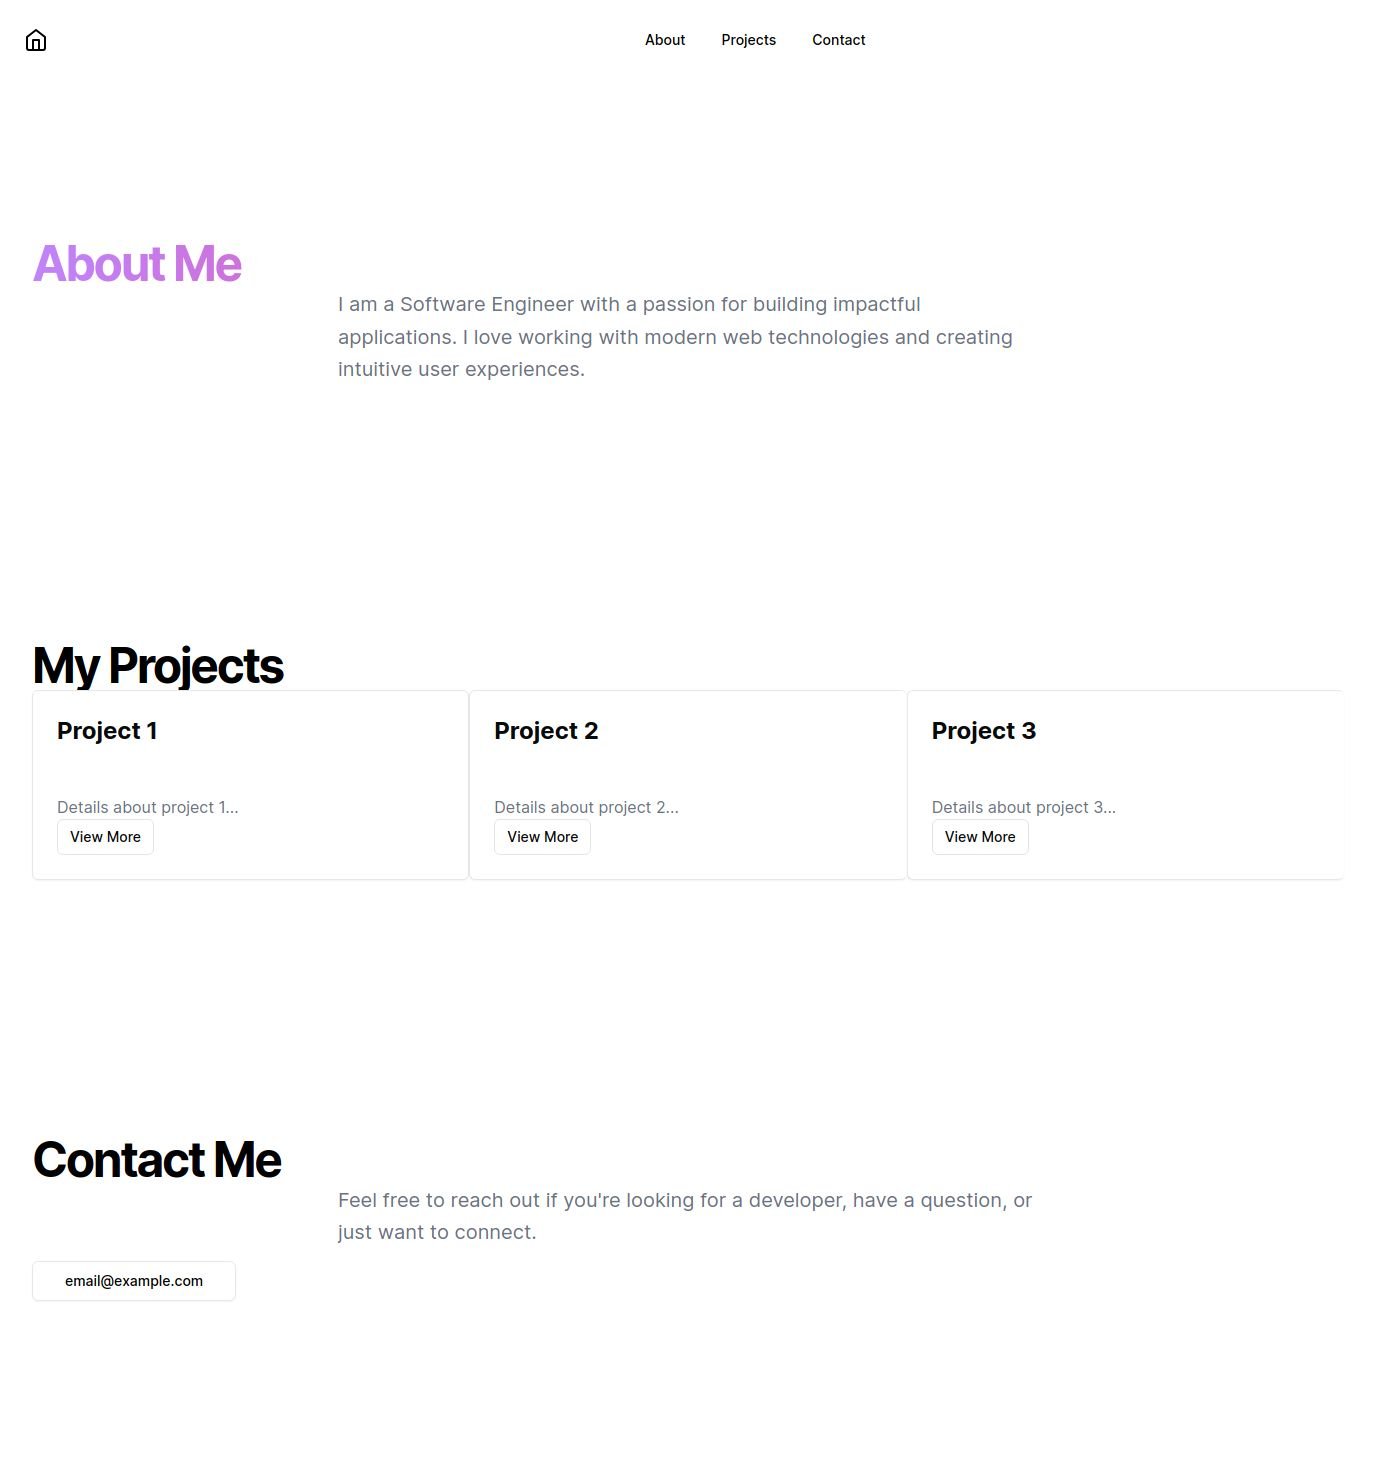 About Projects Contact
About Me
I am a Software Engineer with a passion for building impactful
applications. I love working with modern web technologies and creating
intuitive user experiences.
My Projects
Project 1
Details about project 1...
View More
Project 2
Details about project 2...
View More
Project 3
Details about project 3...
View More
Contact Me
Feel free to reach out if you're looking for a developer, have a question, or
just want to connect.
email@example.com